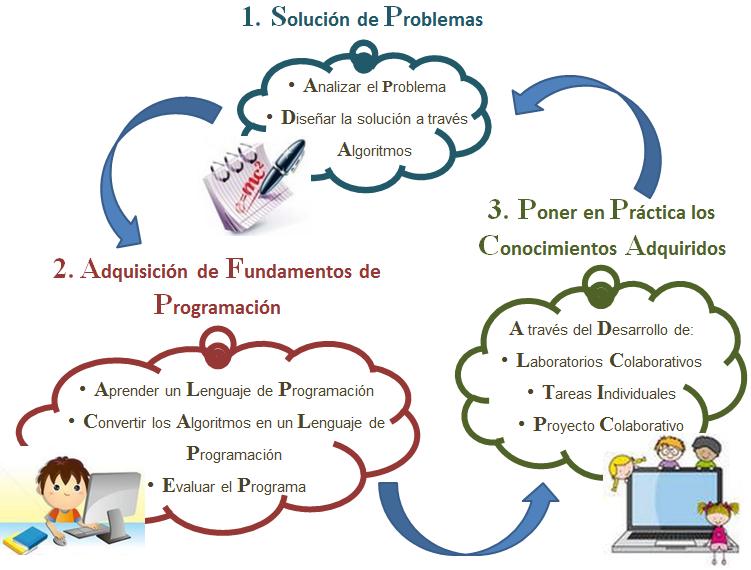 1. Solución de Problemas
• Analizar el Problema
• Diseñar la solución a través
Algoritmos
E=mc2
2. Adquisición de Fundamentos de
Programación
• Aprender un Lenguaje de Programación
• Convertir los Algoritmos en un Lenguaje de
Programación
• Evaluar el Programa
3. Poner en Práctica los
Conocimientos Adquiridos
A través del Desarrollo de:
• Laboratorios Colaborativos
• Tareas Individuales
• Proyecto Colaborativo